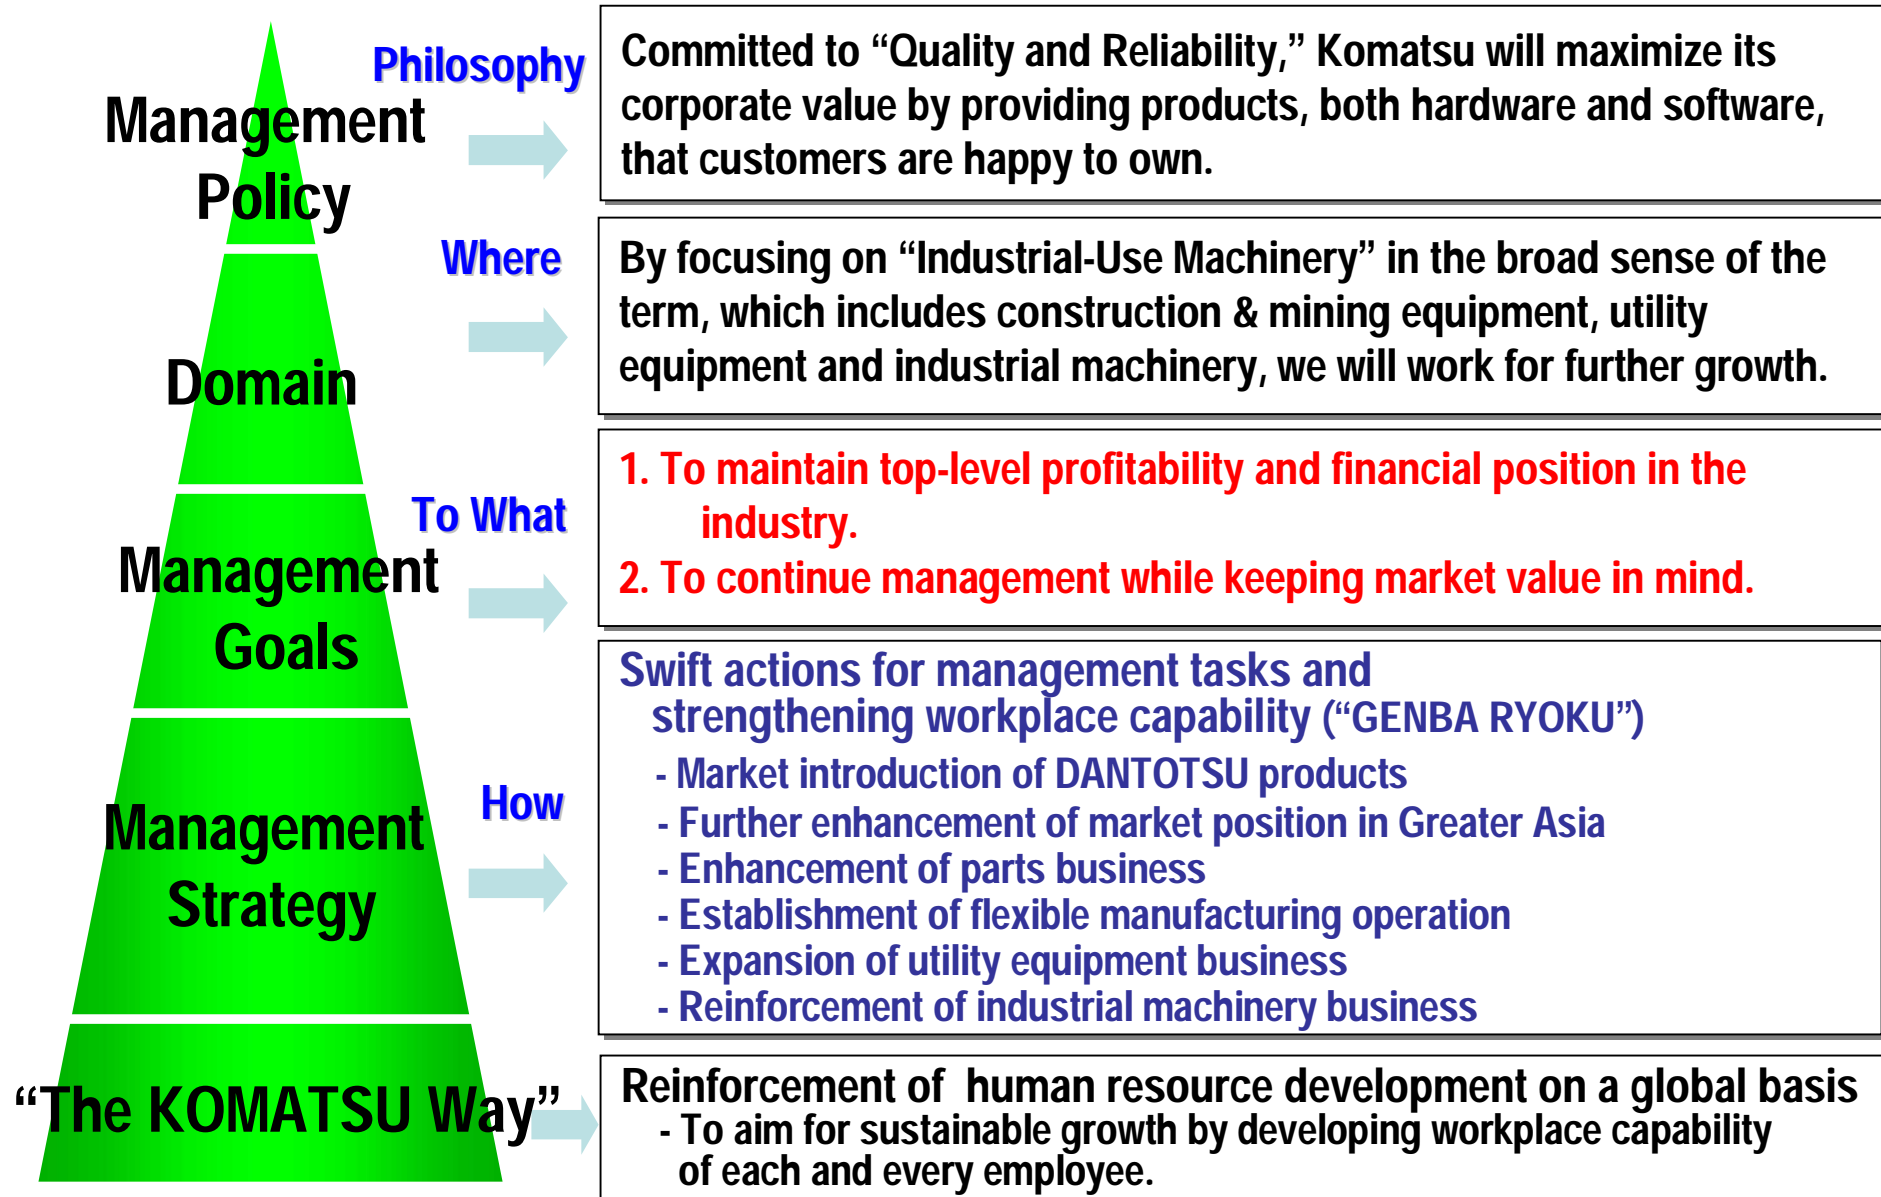 Management
Policy
Philosophy
Committed to “Quality and Reliability,” Komatsu will maximize its
corporate value by providing products, both hardware and software,
that customers are happy to own.
Domain
Where
By focusing on “Industrial-Use Machinery” in the broad sense of the
term, which includes construction & mining equipment, utility
equipment and industrial machinery, we will work for further growth.
Management
Goals
To What
1. To maintain top-level profitability and financial position in the
industry.
2. To continue management while keeping market value in mind.
Management
Strategy
How
Swift actions for management tasks and
strengthening workplace capability (“GENBA RYOKU”)
- Market introduction of DANTOTSU products
- Further enhancement of market position in Greater Asia
- Enhancement of parts business
- Establishment of flexible manufacturing operation
- Expansion of utility equipment business
- Reinforcement of industrial machinery business
“The KOMATSU Way”
Reinforcement of human resource development on a global basis
- To aim for sustainable growth by developing workplace capability
of each and every employee.